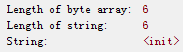 Length of byte array: 6
Length of string: 6
String: <init>